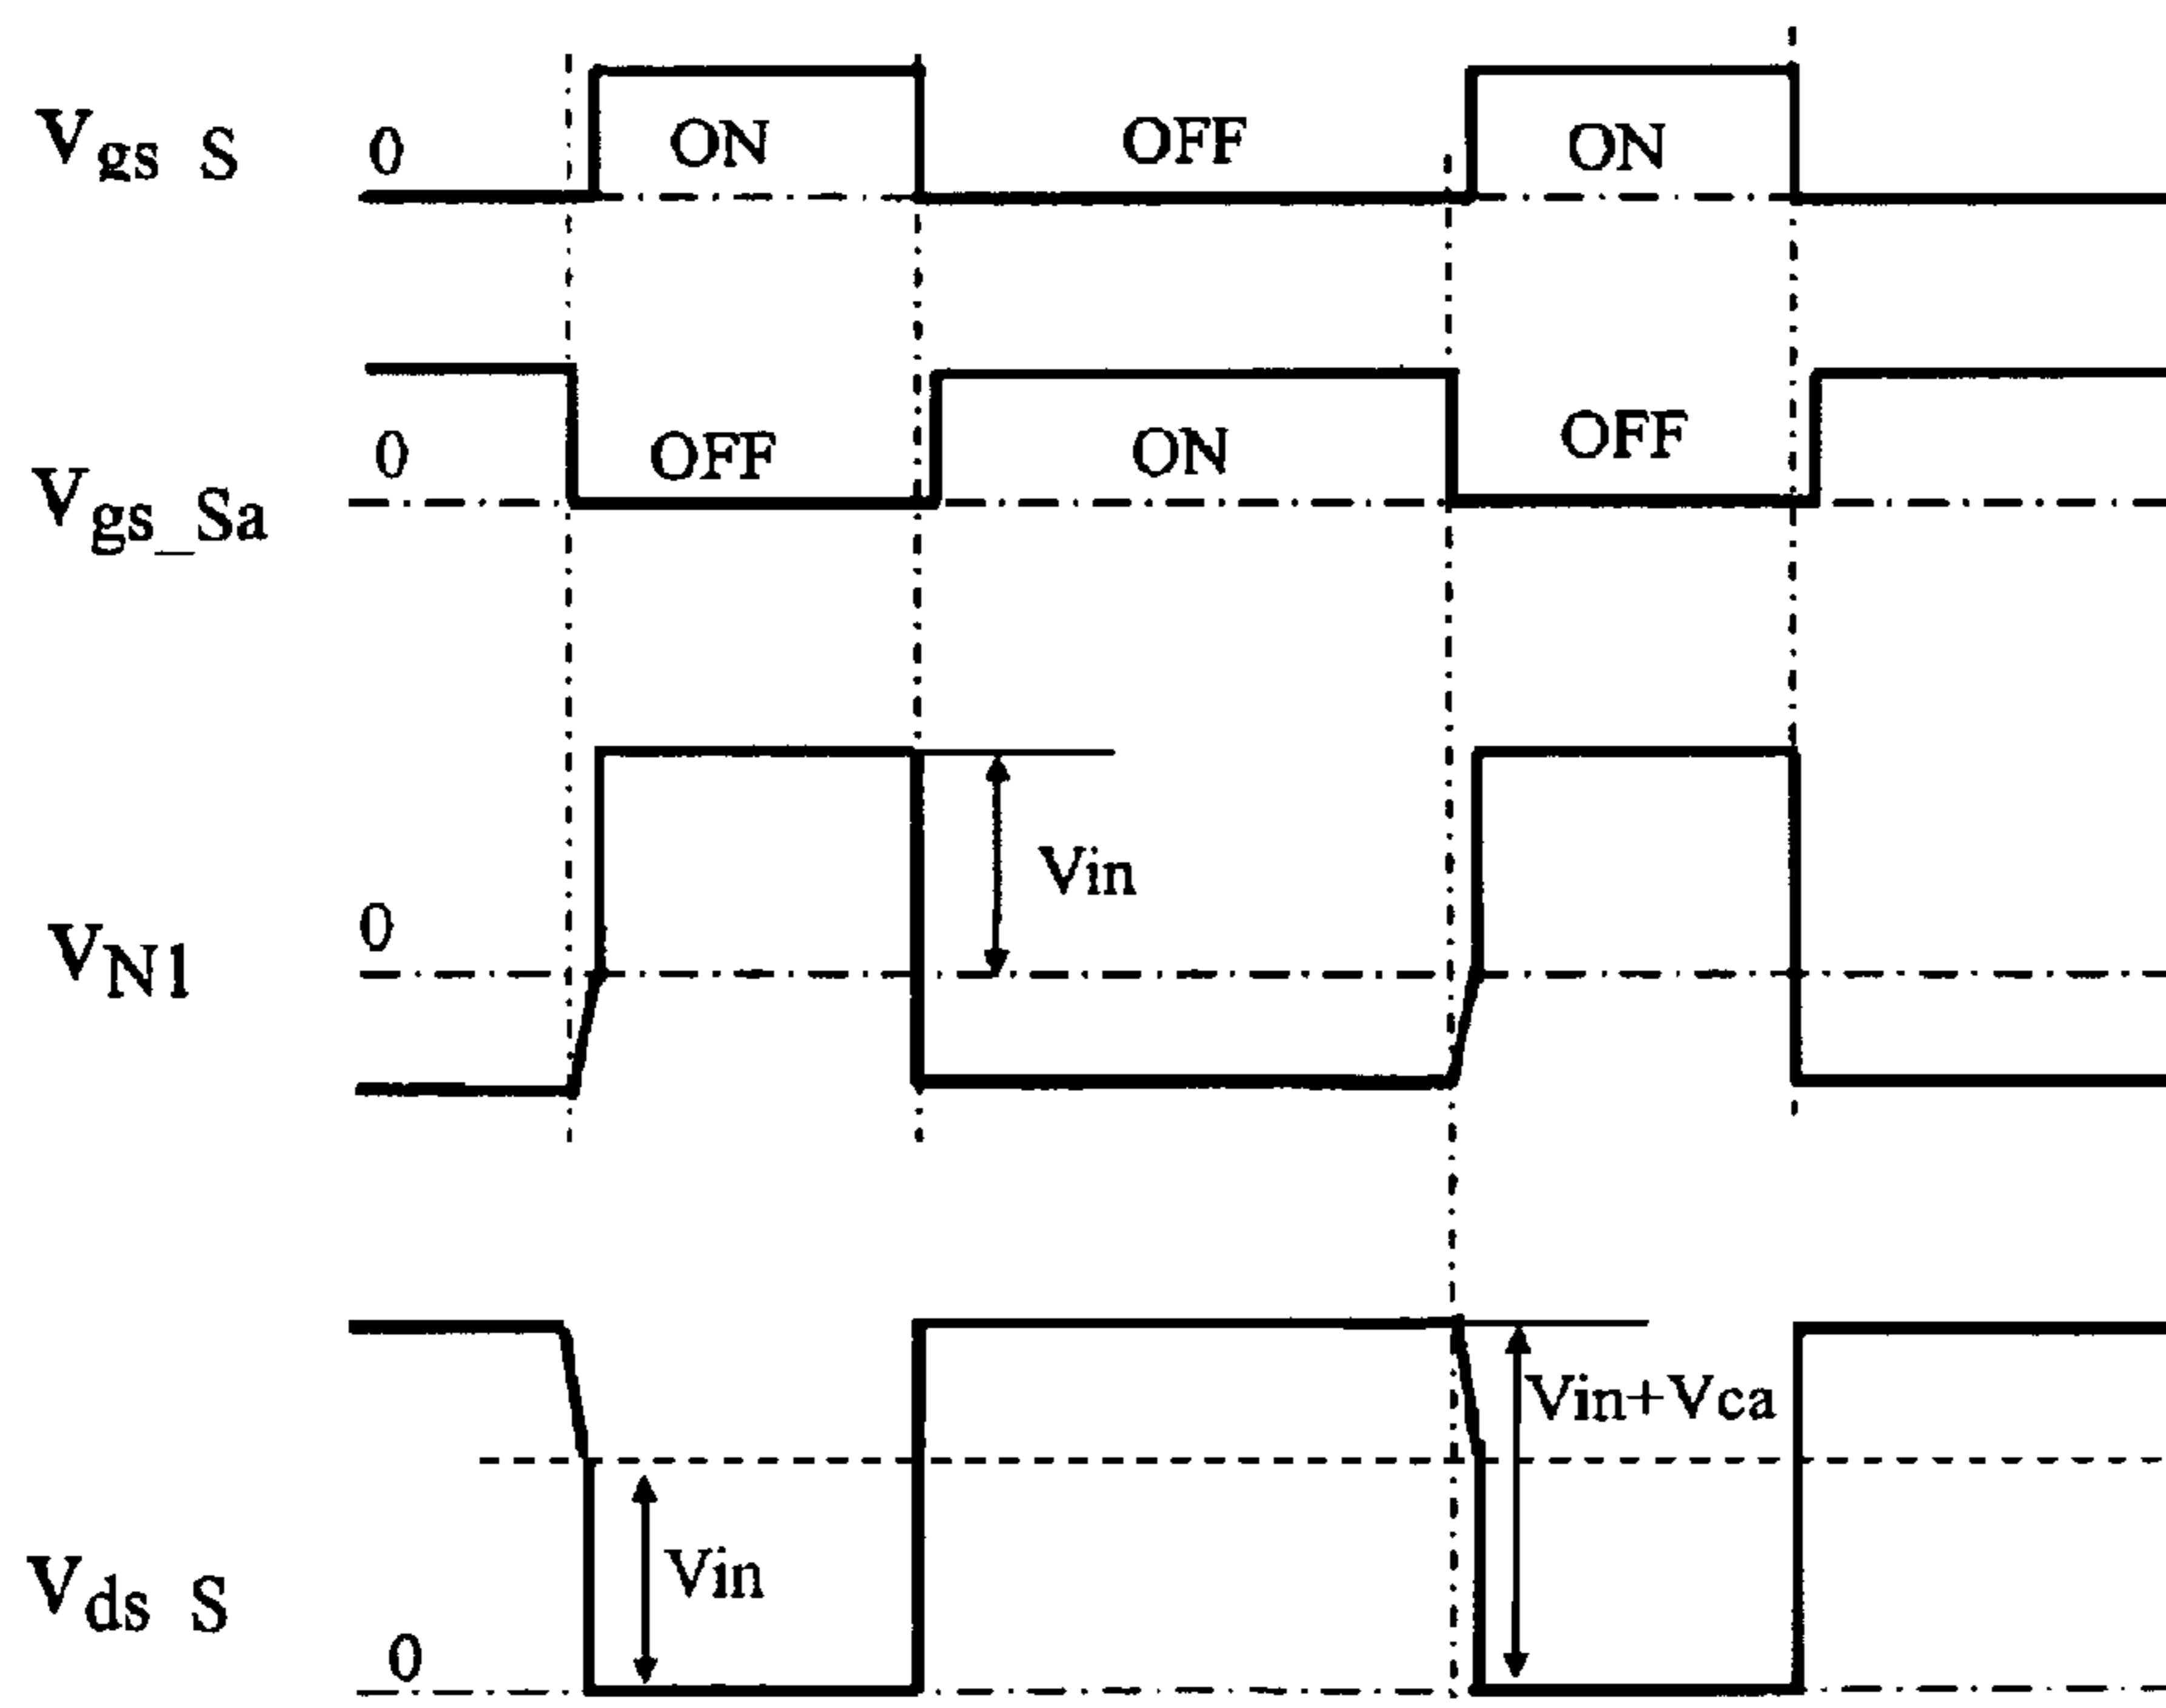 Vgs S 0 ON OFF ON
Vgs_Sa 0 OFF ON OFF
VN1 0 Vin
Vin+Vca
Vin
Vds S 0